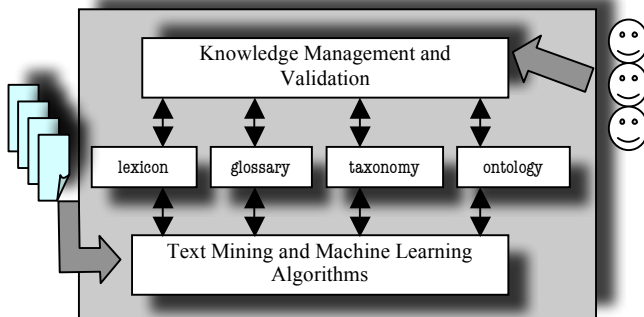 Knowledge Management and
Validation
lexicon
glossary
taxonomy
ontology
Text Mining and Machine Learning
Algorithms